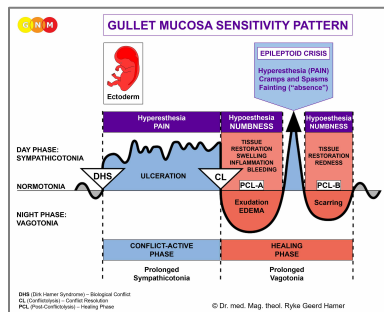 GNM
GULLET MUCOSA SENSITIVITY PATTERN
Ectoderm
EPILEPTOID CRISIS
Hyperesthesia (PAIN)
Cramps and Spasms
Fainting ("absence")
Hyperesthesia
PAIN
Hypoesthesia
NUMBNESS
Hypoesthesia
NUMBNESS
DAY PHASE:
SYMPATHICOTONIA
TISSUE
RESTORATION
SWELLING
INFLAMMATION
BLEEDING
TISSUE
RESTORATION
REDNESS
DHS
ULCERATION
CL
PCL-A
PCL-B
NORMOTONIA
Exudation
EDEMA
Scarring
NIGHT PHASE:
VAGOTONIA
CONFLICT-ACTIVE
PHASE
HEALING
PHASE
Prolonged
Sympathicotonia
Prolonged
Vagotonia
DHS (Dirk Hamer Syndrome) – Biological Conflict
CL (Conflictolysis) – Conflict Resolution
PCL (Post-Conflictolysis) – Healing Phase
© Dr. med. Mag. theol. Ryke Geerd Hamer